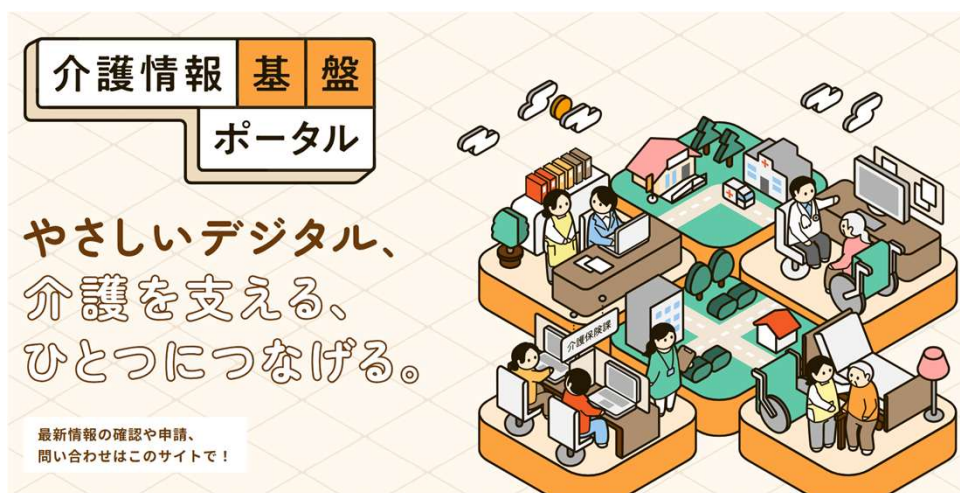 介護情報基盤
ポータル
やさしいデジタル、
介護を支える、
ひとつにつなげる。
最新情報の確認や申請、
問い合わせはこのサイトで！
介護保険課